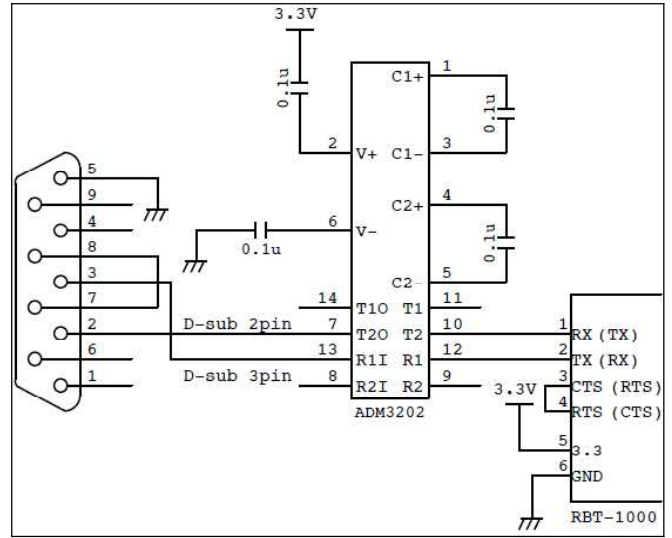 3.3V
0.1u
1
C1+
0.1u
2
V+
C1-
3
5
9
4
8
3
7
2
6
1
0.1u
6
V-
C2+
4
0.1u
C2-
5
14
T1O
T1
11
D-sub 2pin
7
T2O
T2
10
13
R1I
R1
12
D-sub 3pin
8
R2I
R2
9
ADM3202
3.3V
1
RX (TX)
2
TX (RX)
3
CTS (RTS)
4
RTS (CTS)
5
3.3
6
GND
RBT-1000